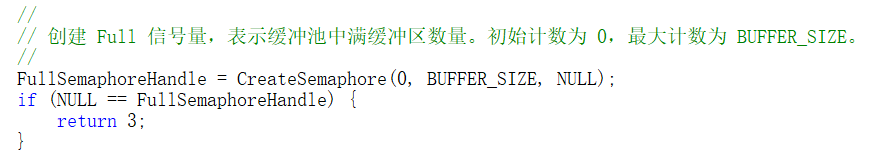 //
// 创建 Full 信号量，表示缓冲池中满缓冲区数量。初始计数为 0，最大计数为 BUFFER_SIZE。
//
FullSemaphoreHandle = CreateSemaphore(0, BUFFER_SIZE, NULL);
if (NULL == FullSemaphoreHandle) {
    return 3;
}